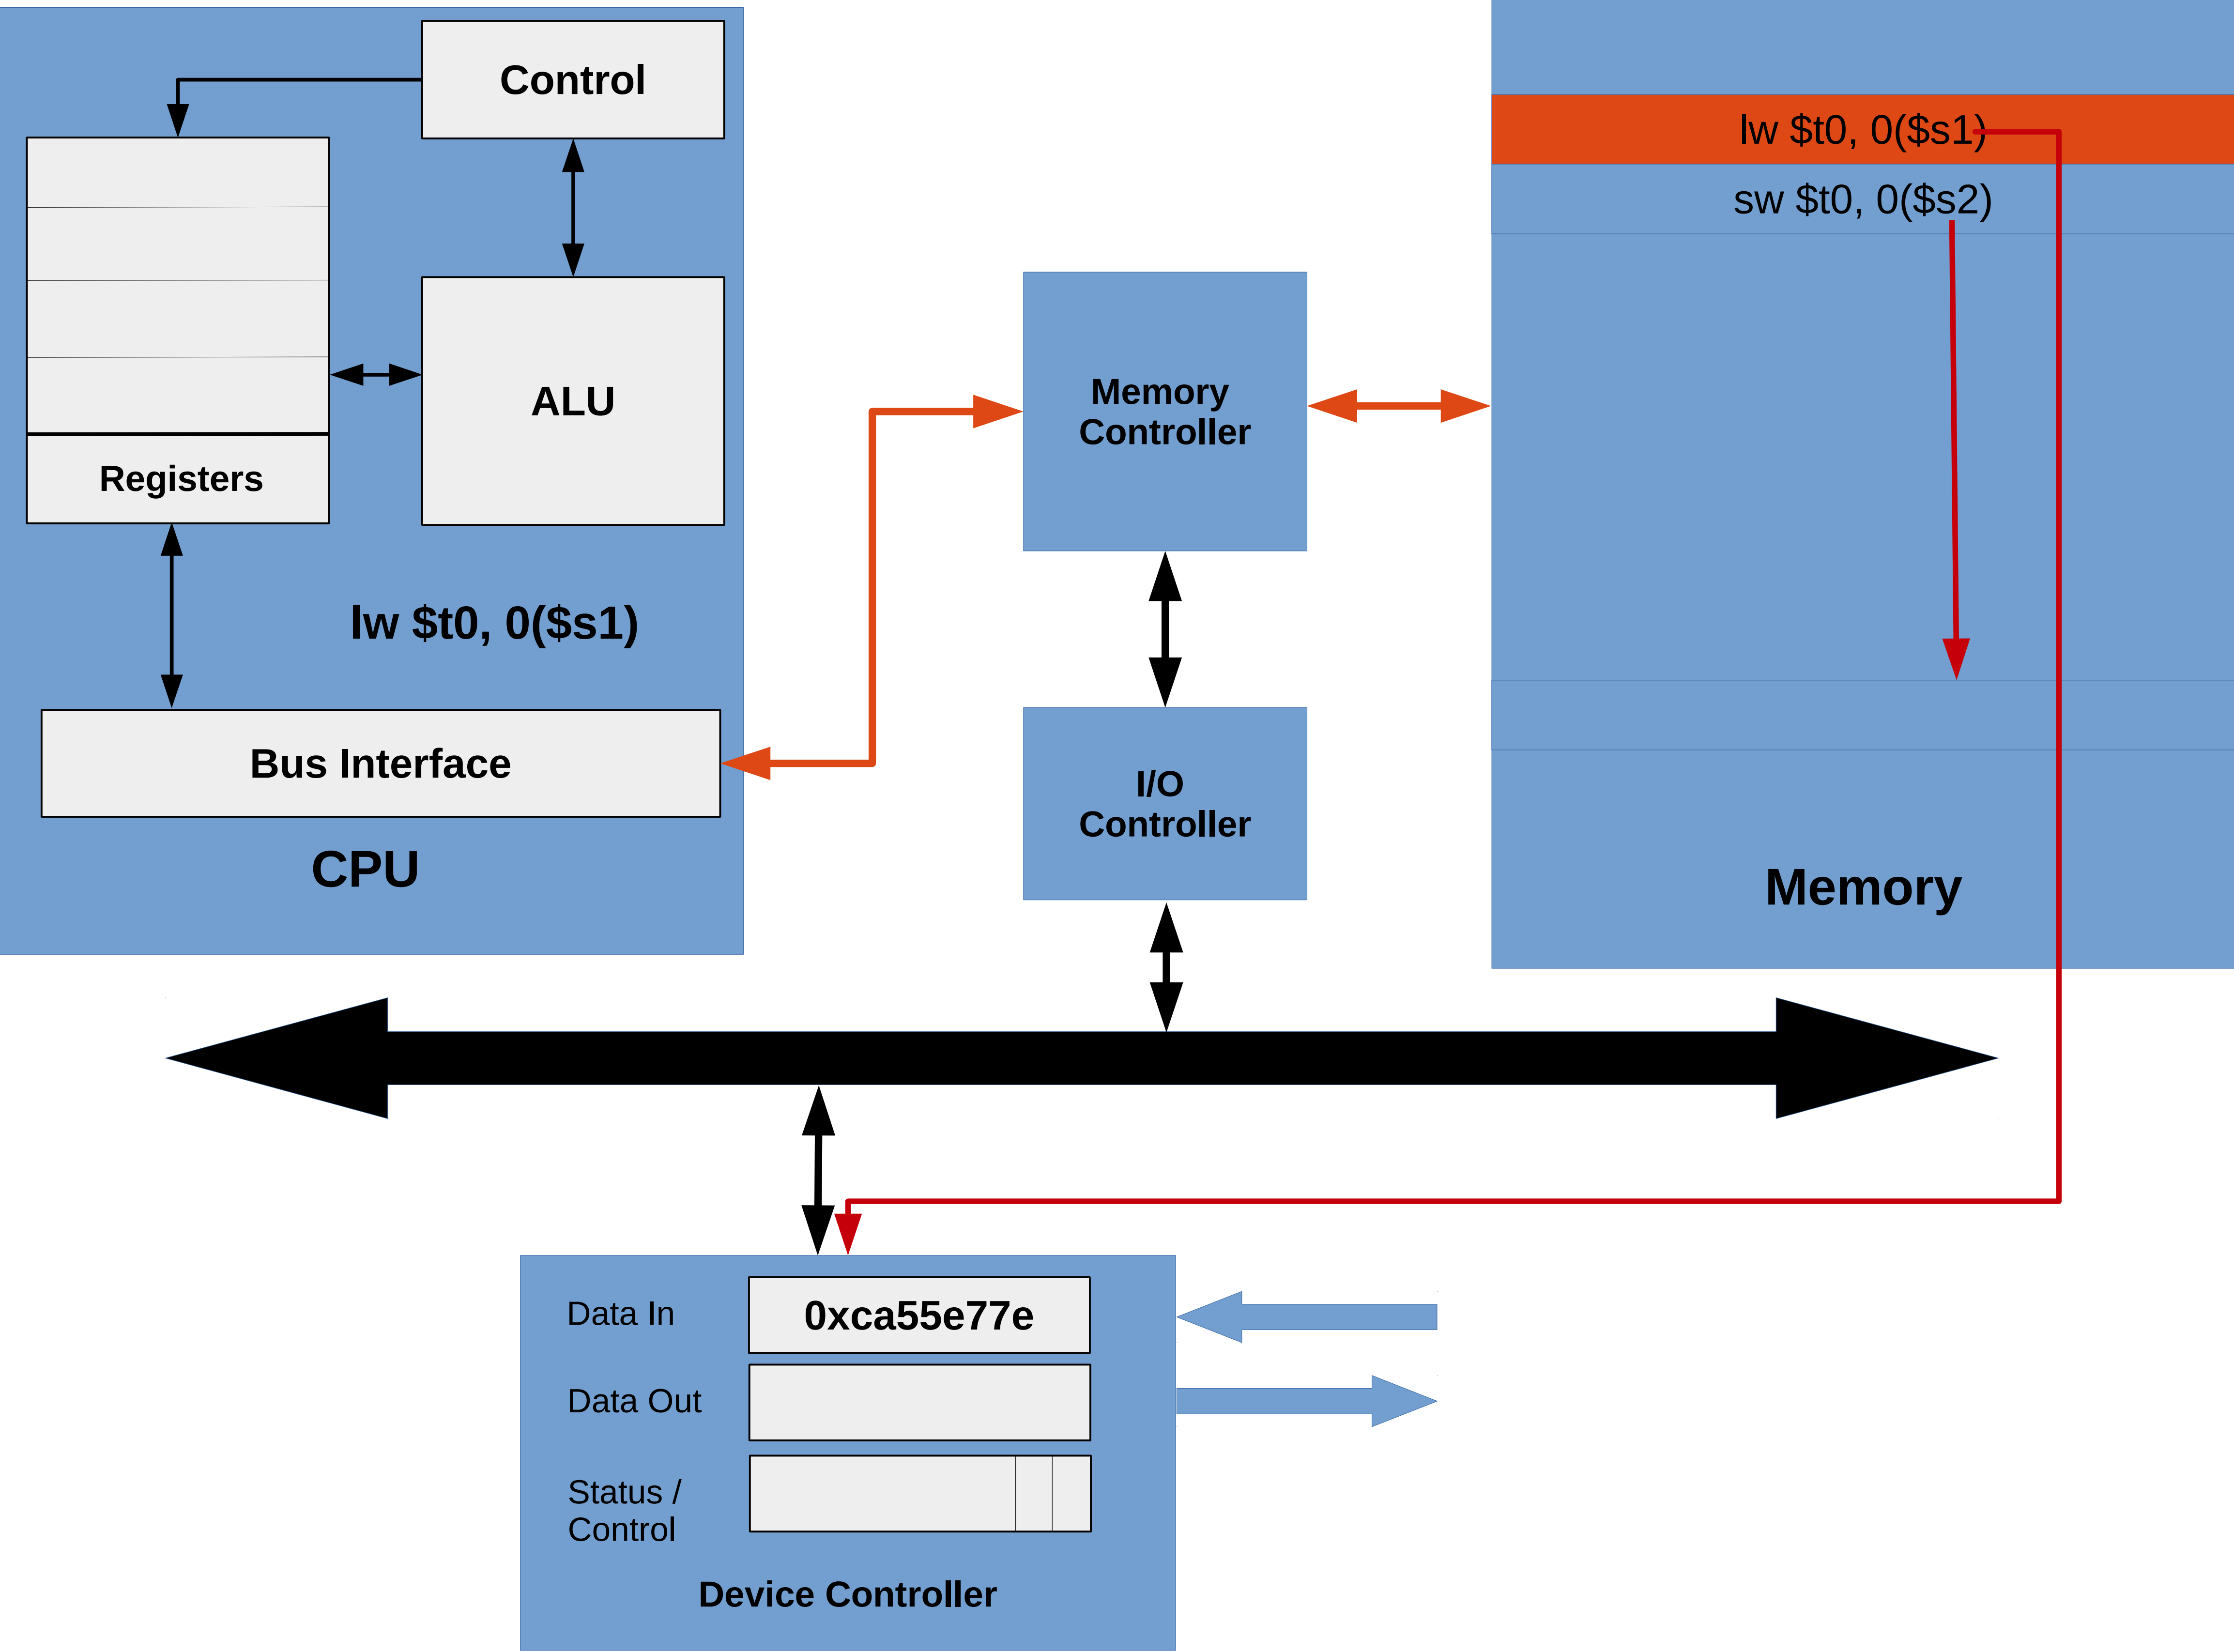 Control
lw $t0, 0($s1)
sw $t0, 0($s2)
ALU
Memory
Controller
Registers
lw $t0, 0($s1)
Bus Interface
I/O
Controller
CPU
Memory
Data In
0xca55e77e
Data Out
Status /
Control
Device Controller